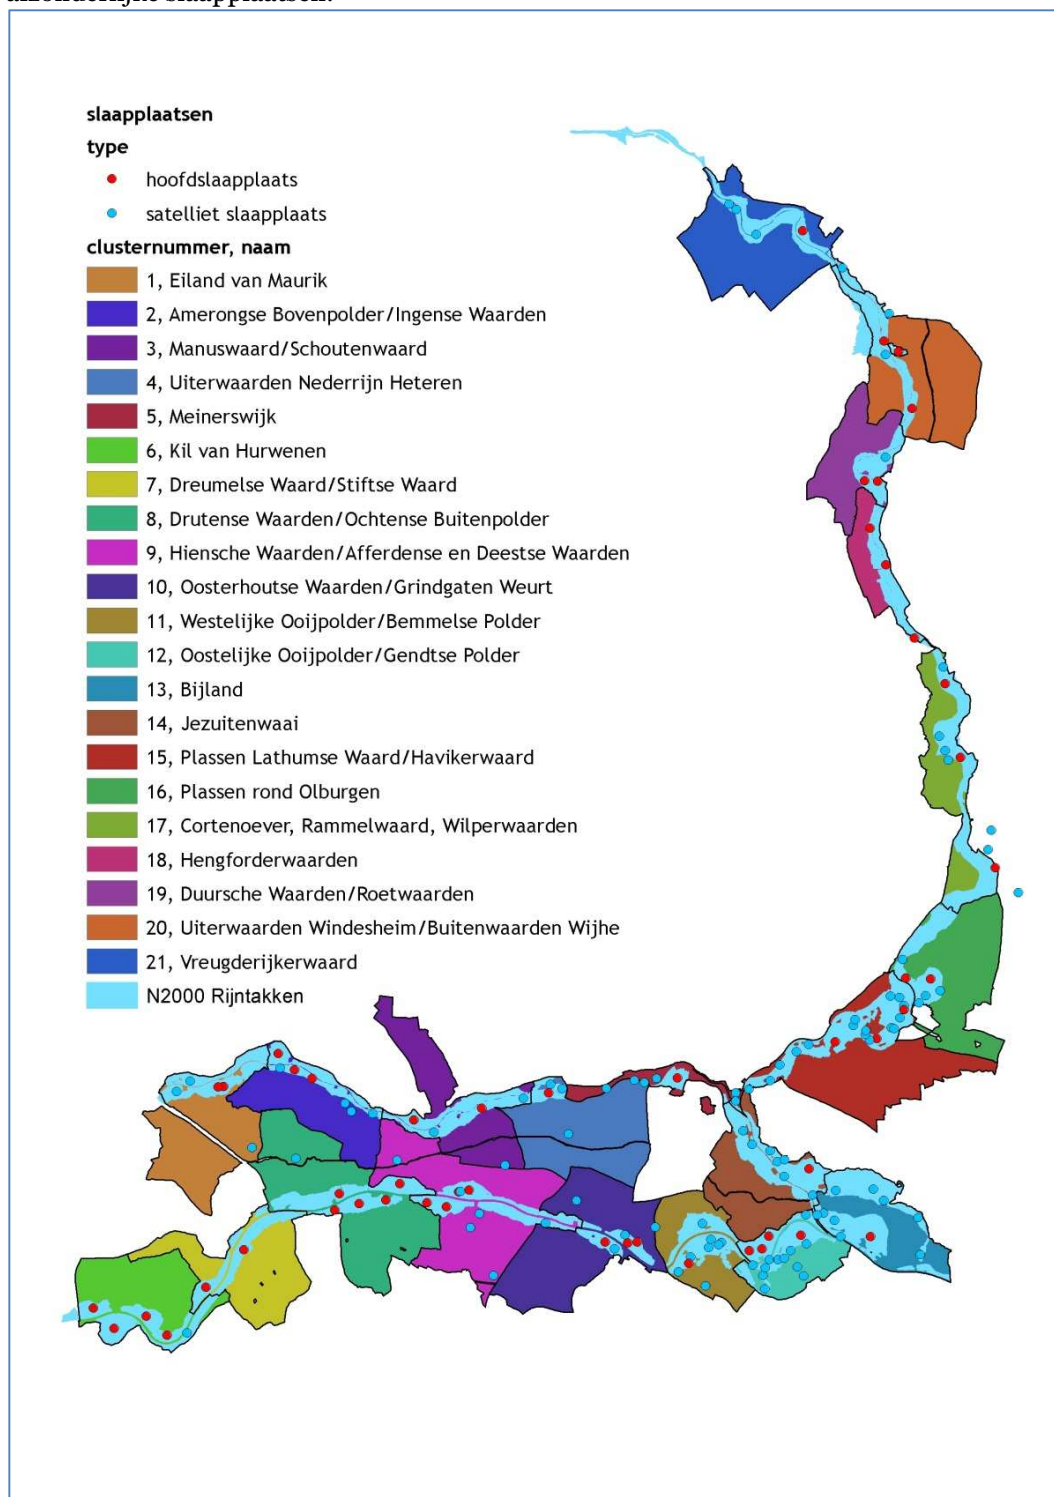 afzonderlijke slaapplaatsen.
slaapplaatsen
type
hoofdslaapplaats
satelliet slaapplaats
clusternummer, naam
1, Eiland van Maurik
2, Amerongse Bovenpolder/Ingense Waarden
3, Manuswaard/Schoutenwaard
4, Uiterwaarden Nederrijn Heteren
5, Meinerswijk
6, Kil van Hurwenen
7, Dreumelse Waard/Stiftse Waard
8, Drutense Waarden/Ochtense Buitenpolder
9, Hiensche Waarden/Afferdense en Deestse Waarden
10, Oosterhoutse Waarden/Grindgaten Weurt
11, Westelijke Ooijpolder/Bemmelse Polder
12, Oostelijke Ooijpolder/Gendtse Polder
13, Bijland
14, Jezuitenwaai
15, Plassen Lathumse Waard/Havikerwaard
16, Plassen rond Olburgen
17, Cortenoever, Rammelwaard, Wilperwaarden
18, Hengforderwaarden
19, Duursche Waarden/Roetwaarden
20, Uiterwaarden Windesheim/Buitenwaarden Wijhe
21, Vreugderijkerwaard
N2000 Rijntakken